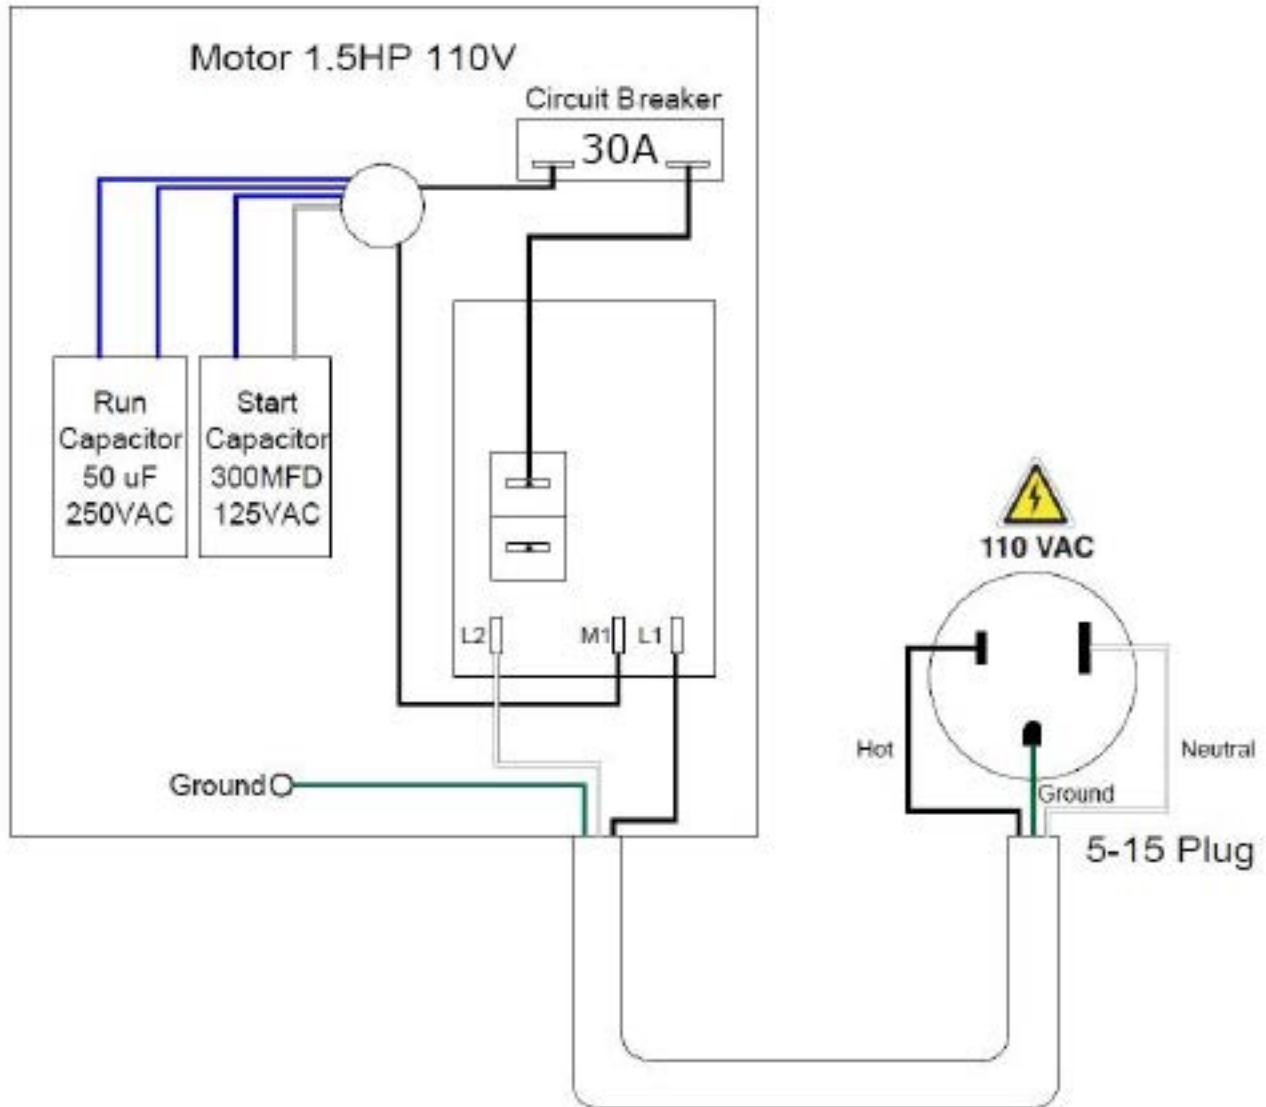 Motor 1.5HP 110V
Circuit Breaker
30A
Run
Capacitor
50 uF
250VAC
Start
Capacitor
300MFD
125VAC
L2
M1
L1
Ground
110 VAC
Hot
Neutral
Ground
5-15 Plug